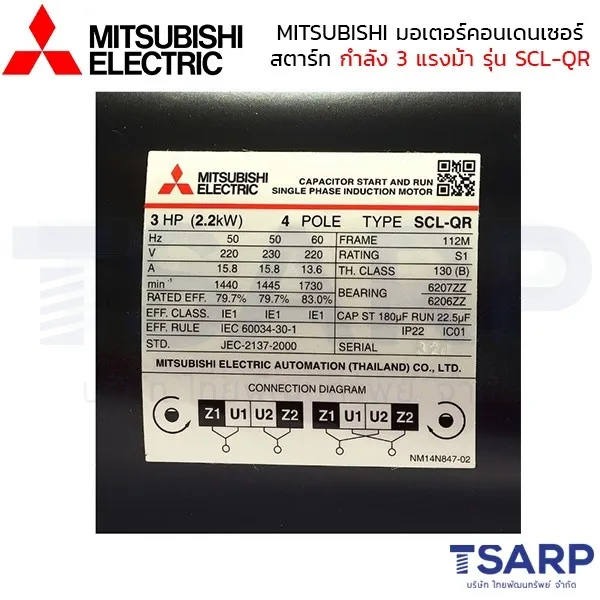 MITSUBISHI ELECTRIC
MITSUBISHI มอเตอร์คอนเดนเซอร์
สตาร์ท กำลัง 3 แรงม้า รุ่น SCL-QR
MITSUBISHI ELECTRIC
CAPACITOR START AND RUN
SINGLE PHASE INDUCTION MOTOR
3 HP (2.2kW) 4 POLE TYPE SCL-QR
Hz 50 50 60 FRAME 112M
V 220 230 220 RATING S1
A 15.8 15.8 13.6 TH. CLASS 130 (B)
min⁻¹ 1440 1445 1730 BEARING 6207ZZ
RATED EFF. 79.7% 79.7% 83.0% 6206ZZ
EFF. CLASS. IE1 IE1 IE1 CAP ST 180µF RUN 22.5µF
EFF. RULE IEC 60034-30-1 IP22 IC01
STD. JEC-2137-2000 SERIAL
MITSUBISHI ELECTRIC AUTOMATION (THAILAND) CO., LTD.
CONNECTION DIAGRAM
Z1 U1 U2 Z2 Z1 U1 U2 Z2
NM14N847-02
TSARP
บริษัท ไทยพัฒนทรัพย์ จำกัด